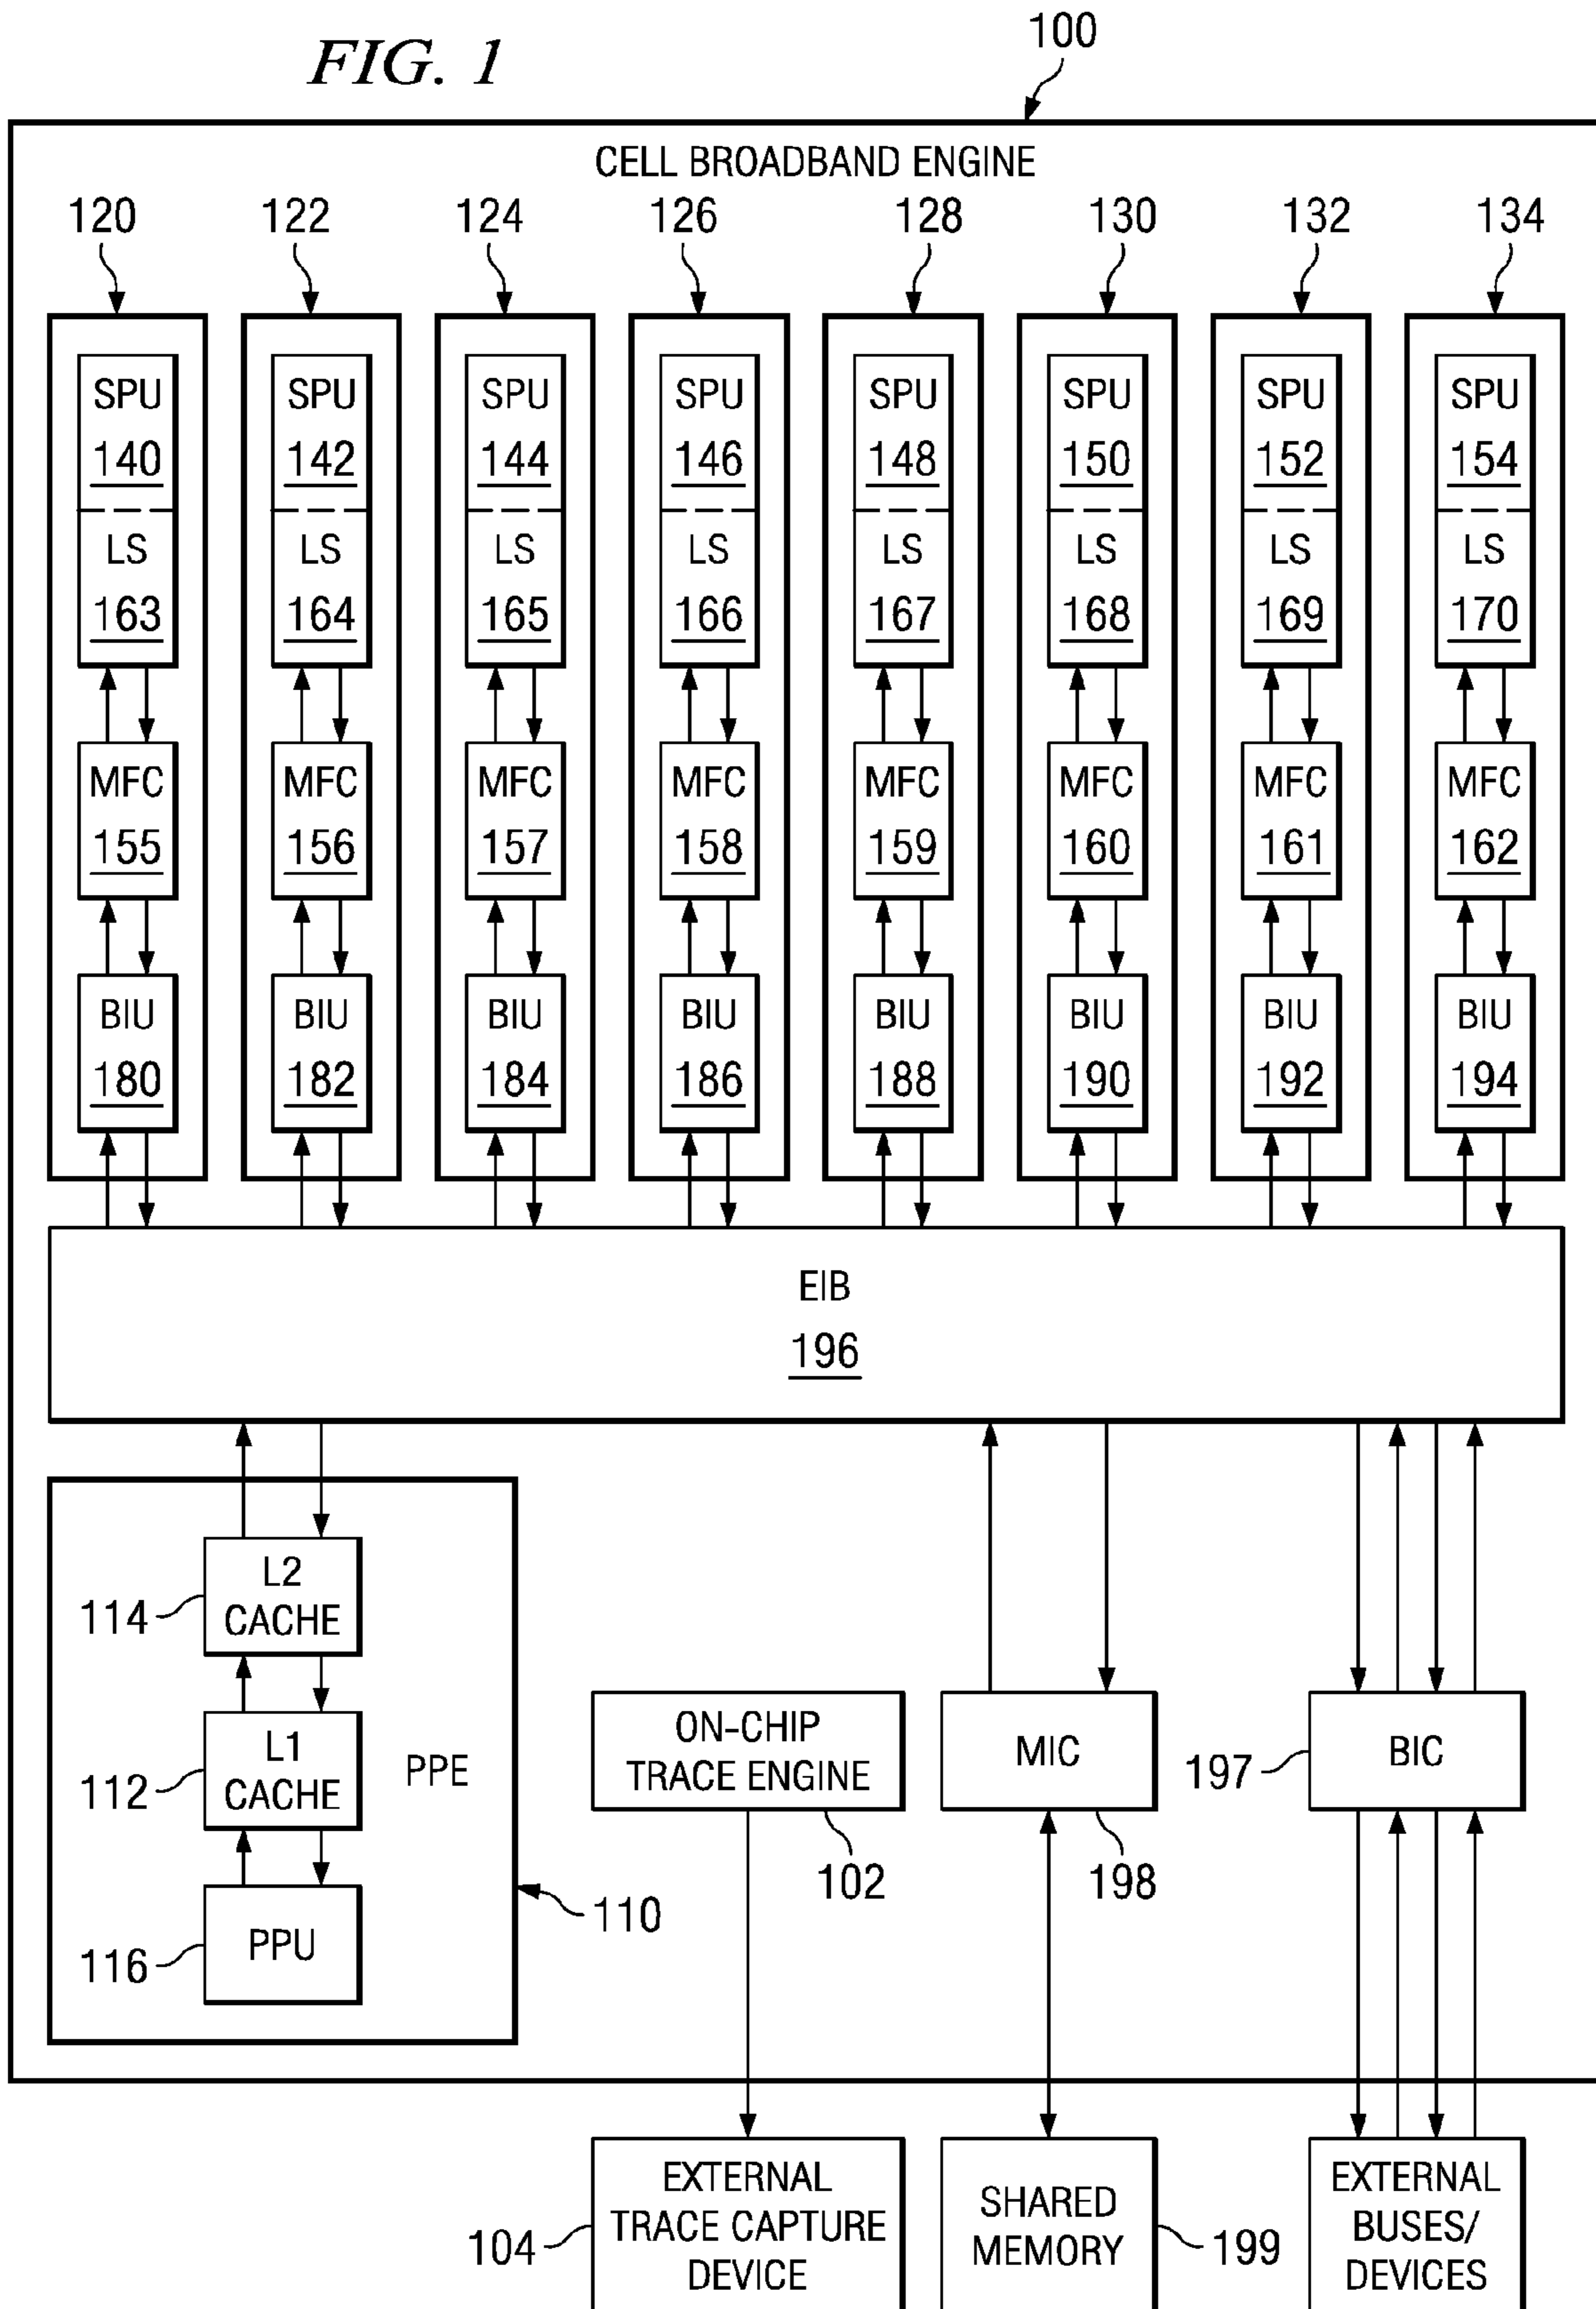 FIG. 1
100
CELL BROADBAND ENGINE
120 122 124 126 128 130 132 134
SPU SPU SPU SPU SPU SPU SPU SPU
140 142 144 146 148 150 152 154
LS LS LS LS LS LS LS LS
163 164 165 166 167 168 169 170
MFC MFC MFC MFC MFC MFC MFC MFC
155 156 157 158 159 160 161 162
BIU BIU BIU BIU BIU BIU BIU BIU
180 182 184 186 188 190 192 194
EIB
196
L2
CACHE
114
L1
CACHE
112
PPE
PPU
116
110
ON-CHIP
TRACE ENGINE
102
MIC
198
BIC
197
EXTERNAL
TRACE CAPTURE
DEVICE
104
SHARED
MEMORY
199
EXTERNAL
BUSES/
DEVICES